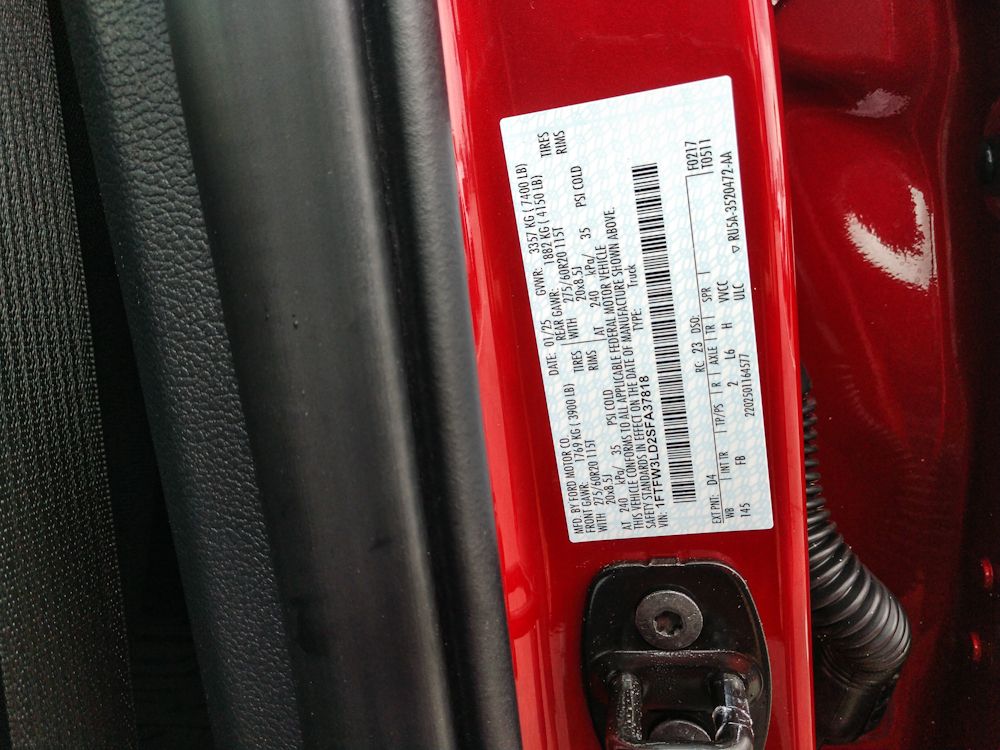 MFD. BY FORD MOTOR CO.
DATE: 01/25
GVWR: 3357 KG ( 7400 LB)
FRONT GAWR: 1769 KG ( 3900 LB)
REAR GAWR: 1882 KG ( 4150 LB)
WITH 275/60R20 115T TIRES
WITH 275/60R20 115T TIRES
20x8.5J RIMS
20x8.5J RIMS
AT 240 kPa/ 35 PSI COLD
AT 240 kPa/ 35 PSI COLD
THIS VEHICLE CONFORMS TO ALL APPLICABLE FEDERAL MOTOR VEHICLE
SAFETY STANDARDS IN EFFECT ON THE DATE OF MANUFACTURE SHOWN ABOVE.
VIN: 1FTFW3LD2SFA37818
TYPE: Truck
F0217
T0511
EXT PNT: D4 RC: 23 DSO:
WB INT TR TP/PS R AXLE TR SPR
145 FB 2 L6 H VVCC
2202501164577 ULC ▽ RU5A-3520472-AA